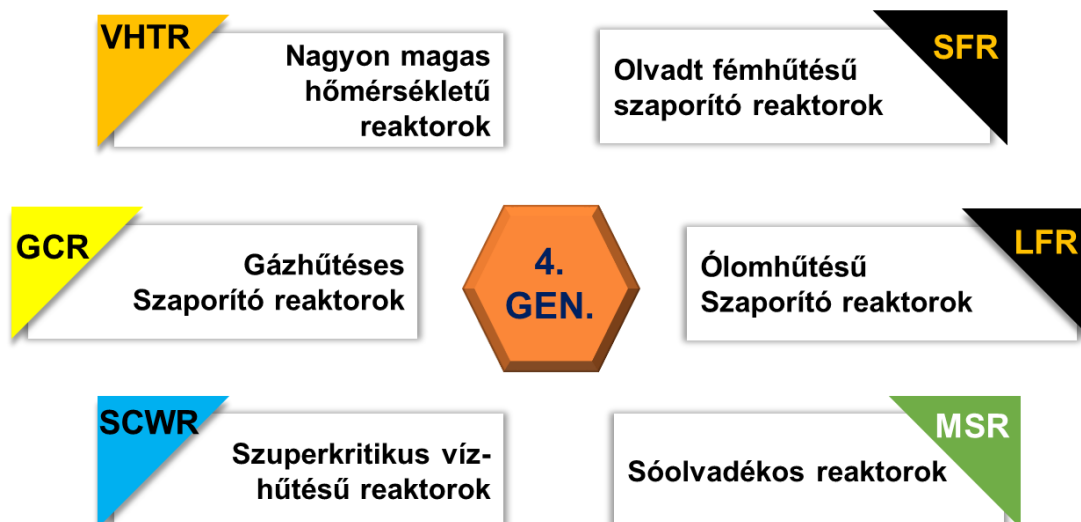 VHTR
Nagyon magas
hőmérsékletű
reaktorok
SFR
Olvadt fémhűtésű
szaporító reaktorok
GCR
Gázhűtéses
Szaporító reaktorok
4.
GEN.
LFR
Ólomhűtésű
Szaporító reaktorok
SCWR
Szuperkritikus víz-
hűtésű reaktorok
MSR
Sóolvadékos reaktorok